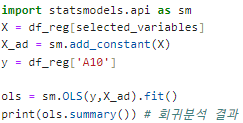 import statsmodels.api as sm
X = df_reg[selected_variables]
X_ad = sm.add_constant(X)
y = df_reg['A10']
ols = sm.OLS(y,X_ad).fit()
print(ols.summary()) # 회귀분석 결과